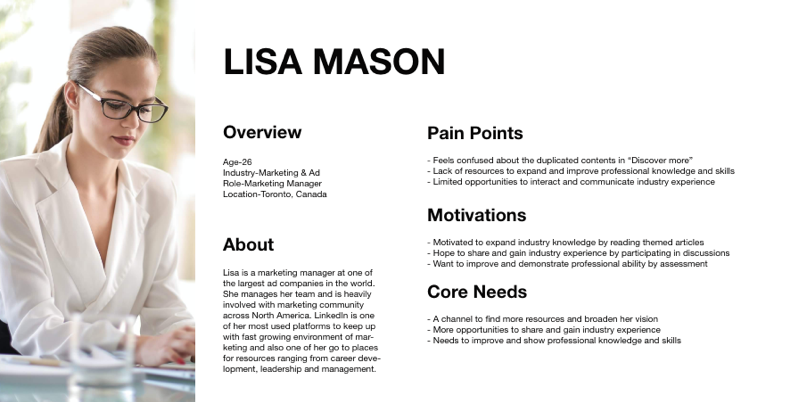 LISA MASON
Overview
Age-26
Industry-Marketing & Ad
Role-Marketing Manager
Location-Toronto, Canada
About
Lisa is a marketing manager at one of
the largest ad companies in the world.
She manages her team and is heavily
involved with marketing community
across North America. LinkedIn is one
of her most used platforms to keep up
with fast growing environment of mar-
keting and also one of her go to places
for resources ranging from career deve-
lopment, leadership and management.
Pain Points
- Feels confused about the duplicated contents in “Discover more”
- Lack of resources to expand and improve professional knowledge and skills
- Limited opportunities to interact and communicate industry experience
Motivations
- Motivated to expand industry knowledge by reading themed articles
- Hope to share and gain industry experience by participating in discussions
- Want to improve and demonstrate professional ability by assessment
Core Needs
- A channel to find more resources and broaden her vision
- More opportunities to share and gain industry experience
- Needs to improve and show professional knowledge and skills